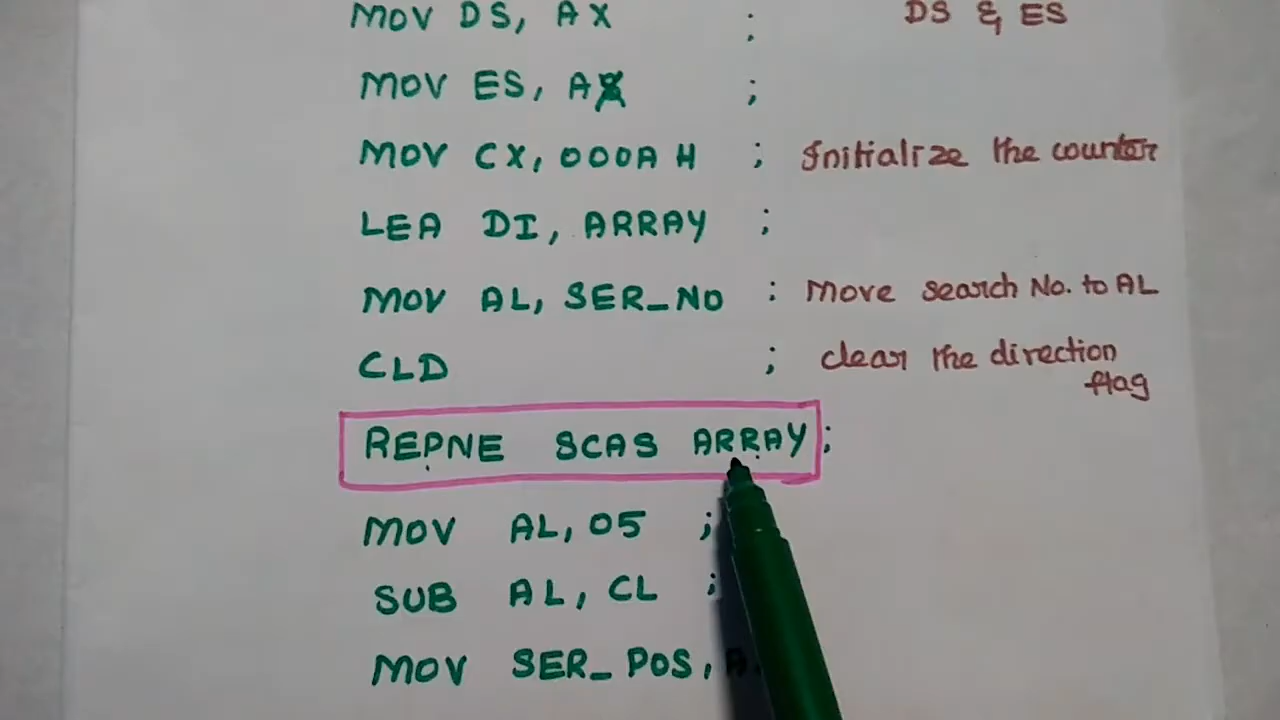 MOV DS, AX ; DS & ES
MOV ES, AX ;
MOV CX, 000A H ; Initialize the counter
LEA DI, ARRAY ;
MOV AL, SER_NO : Move search No. to AL
CLD ; clear the direction
flag
REPNE SCAS ARRAY ;
MOV AL, 05 ;
SUB AL, CL ;
MOV SER_POS, A